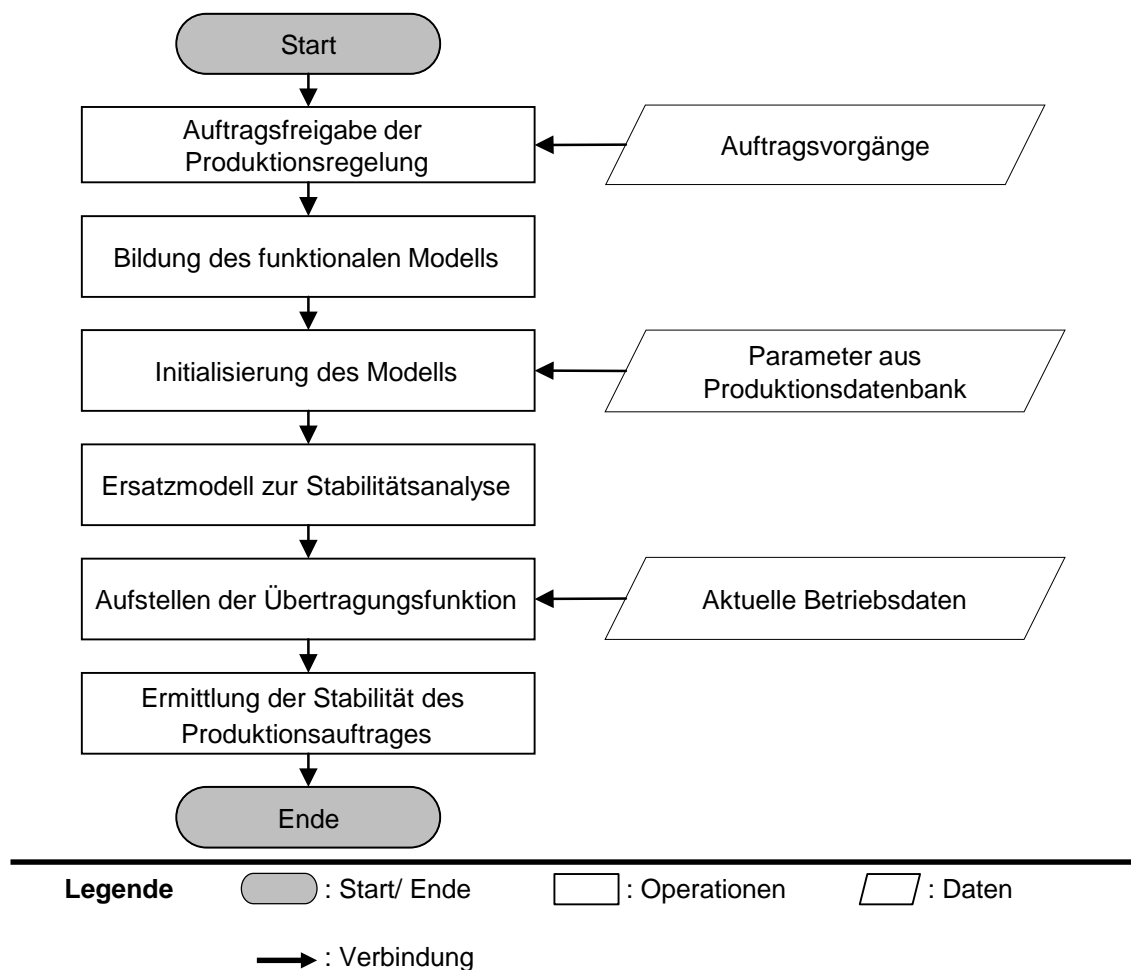 Start
Auftragsfreigabe der
Produktionsregelung
Auftragsvorgänge
Bildung des funktionalen Modells
Initialisierung des Modells
Parameter aus
Produktionsdatenbank
Ersatzmodell zur Stabilitätsanalyse
Aufstellen der Übertragungsfunktion
Aktuelle Betriebsdaten
Ermittlung der Stabilität des
Produktionsauftrages
Ende
Legende : Start/ Ende : Operationen : Daten
: Verbindung